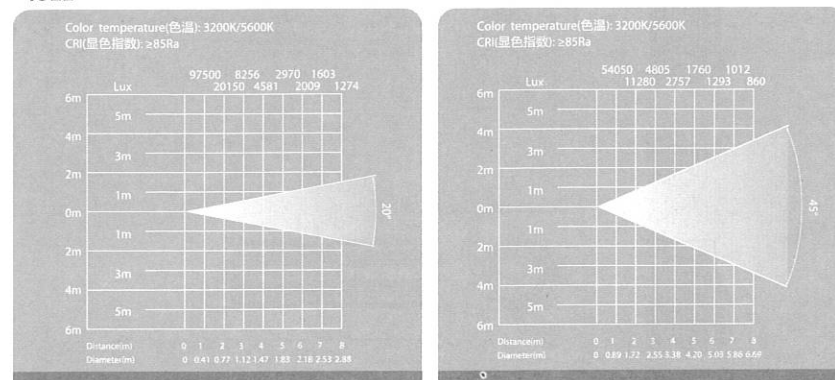 Color temperature(色温): 3200K/5600K
CRI(显色指数): ≥85Ra
97500 8256 2970 1603
Lux 20150 4581 2009 1274
6m
5m
4m
3m
2m
1m
0m
1m
2m
3m
4m
5m
6m
20°
Distance(m) 0 1 2 3 4 5 6 7 8
Diameter(m) 0 0.41 0.77 1.12 1.47 1.83 2.18 2.53 2.88
Color temperature(色温): 3200K/5600K
CRI(显色指数): ≥85Ra
54050 4805 1760 1012
Lux 11280 2757 1293 860
6m
5m
4m
3m
2m
1m
0m
1m
2m
3m
4m
5m
6m
45°
Distance(m) 0 1 2 3 4 5 6 7 8
Diameter(m) 0 0.89 1.72 2.55 3.38 4.20 5.03 5.86 6.69